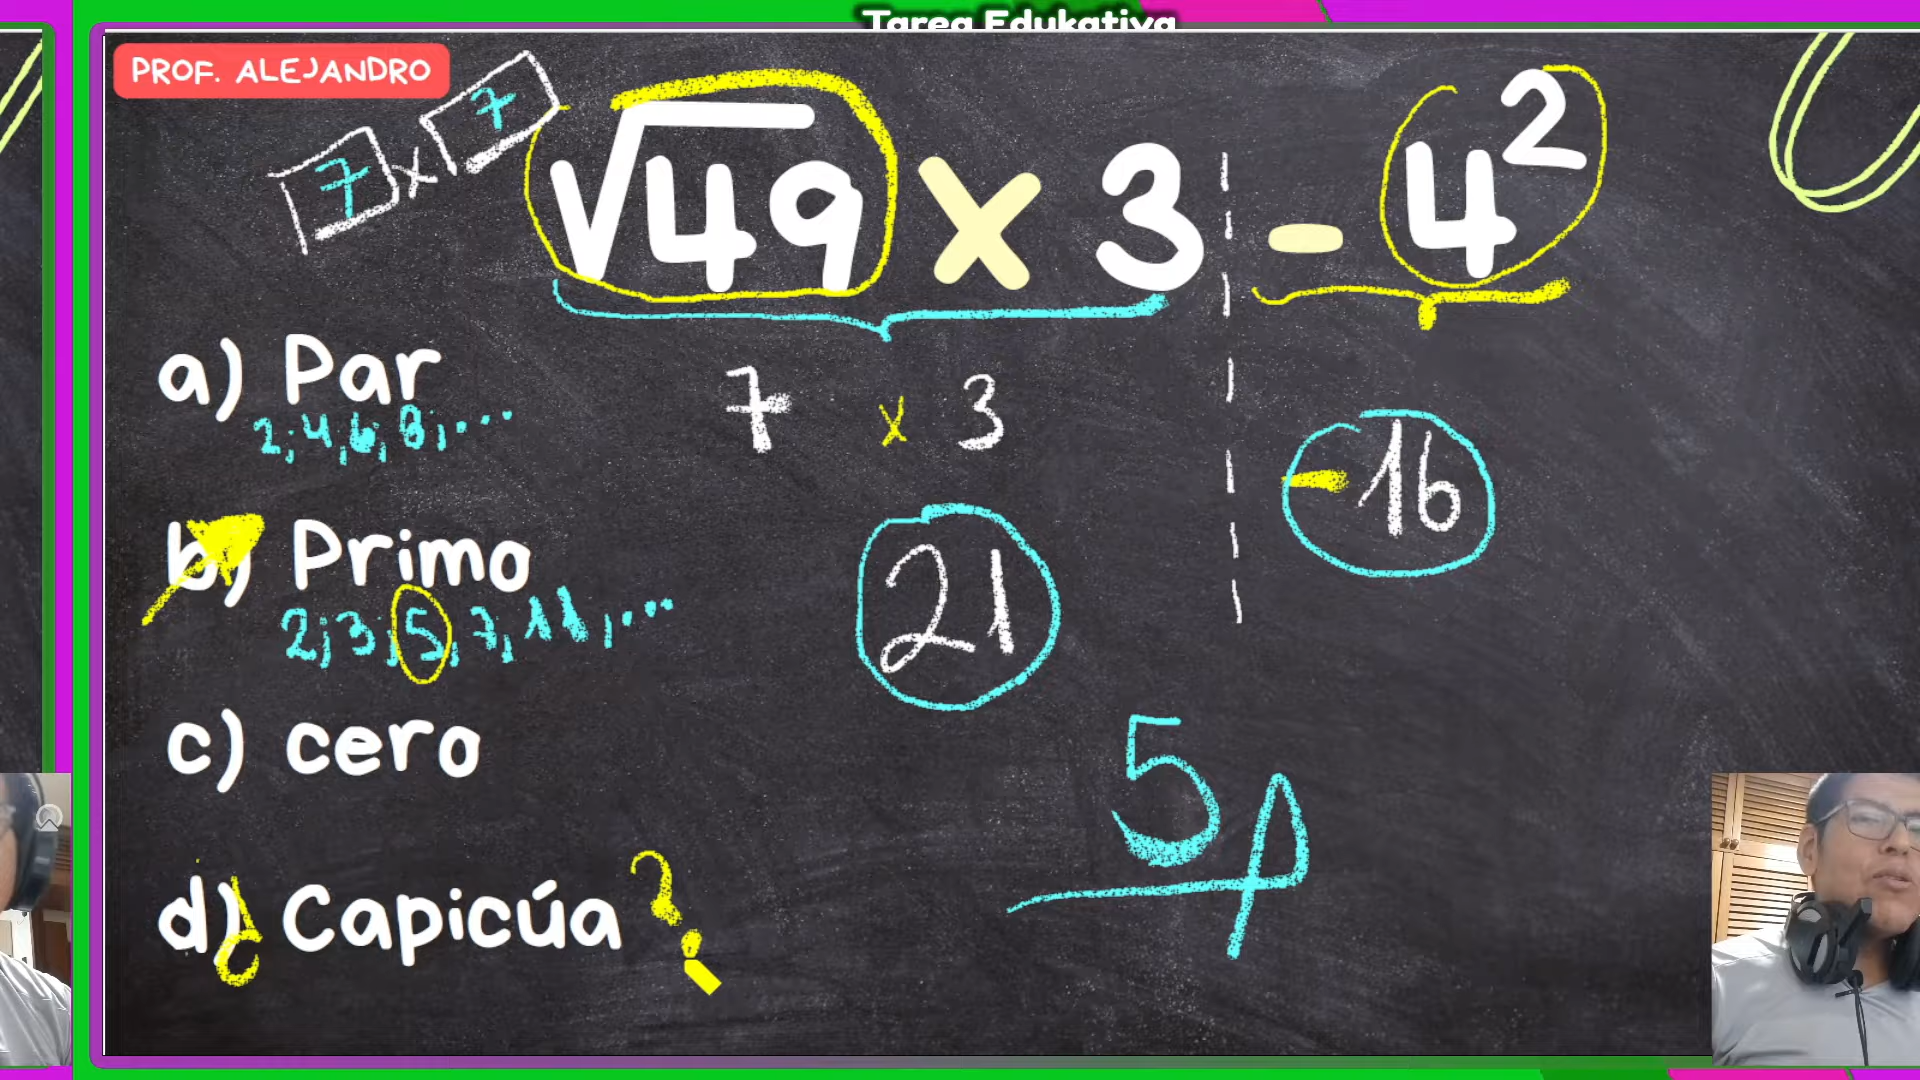 Tarea Edukativa
PROF. ALEJANDRO
7 x 7
√49 x 3 - 4²
a) Par
2; 4, 6; 8; ...
7 x 3
- 16
b) Primo
2; 3; 5, 7, 11, ...
21
c) cero
5
d) ¿Capicúa?